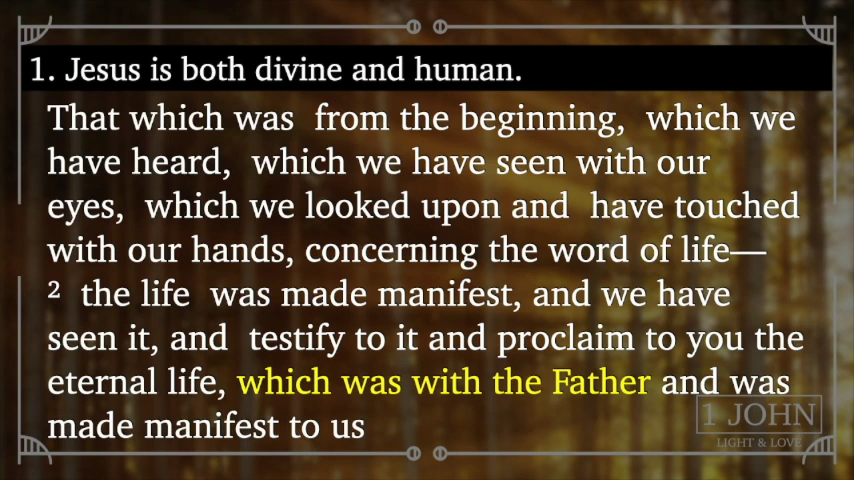 1. Jesus is both divine and human.
That which was from the beginning, which we
have heard, which we have seen with our
eyes, which we looked upon and have touched
with our hands, concerning the word of life—
2 the life was made manifest, and we have
seen it, and testify to it and proclaim to you the
eternal life, which was with the Father and was
made manifest to us
1 JOHN
LIGHT & LOVE